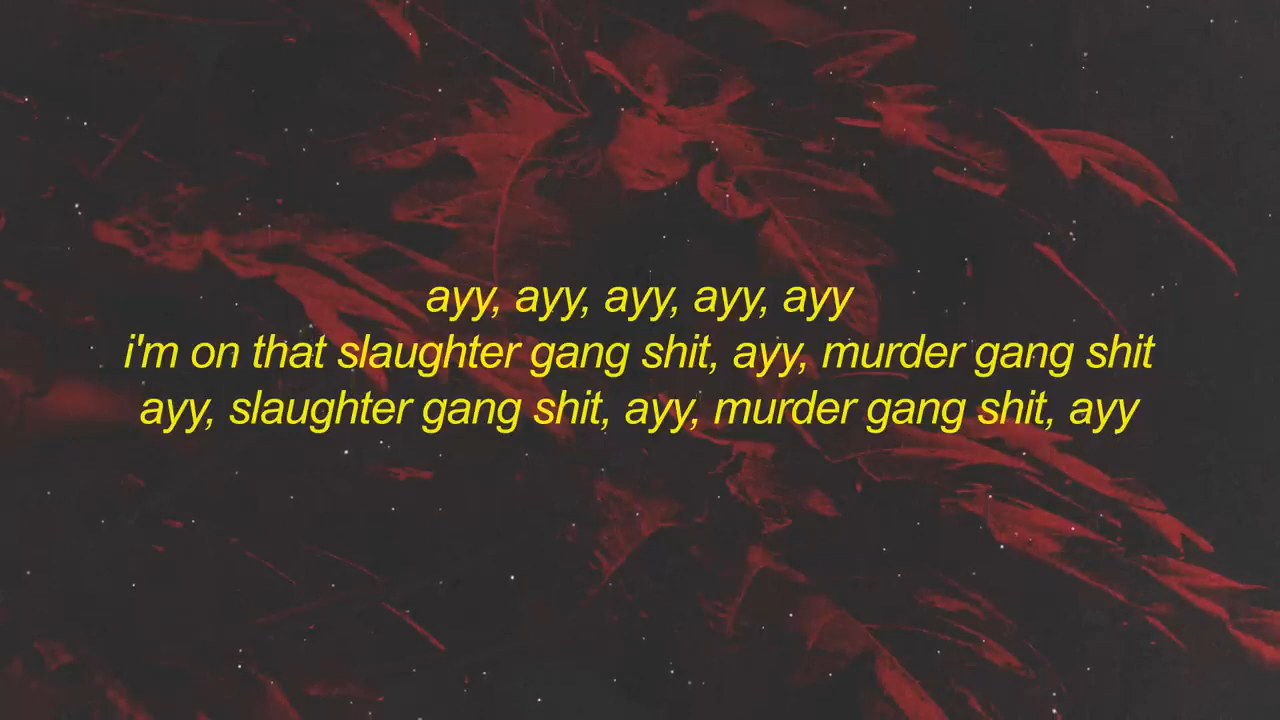 ayy, ayy, ayy, ayy, ayy
i'm on that slaughter gang shit, ayy, murder gang shit
ayy, slaughter gang shit, ayy, murder gang shit, ayy